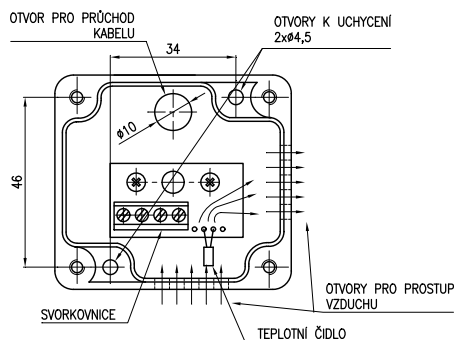 OTVOR PRO PRŮCHOD
KABELU
OTVORY K UCHYCENÍ
2xø4,5
34
ø10
46
SVORKOVNICE
OTVORY PRO PROSTUP
VZDUCHU
TEPLOTNÍ ČIDLO